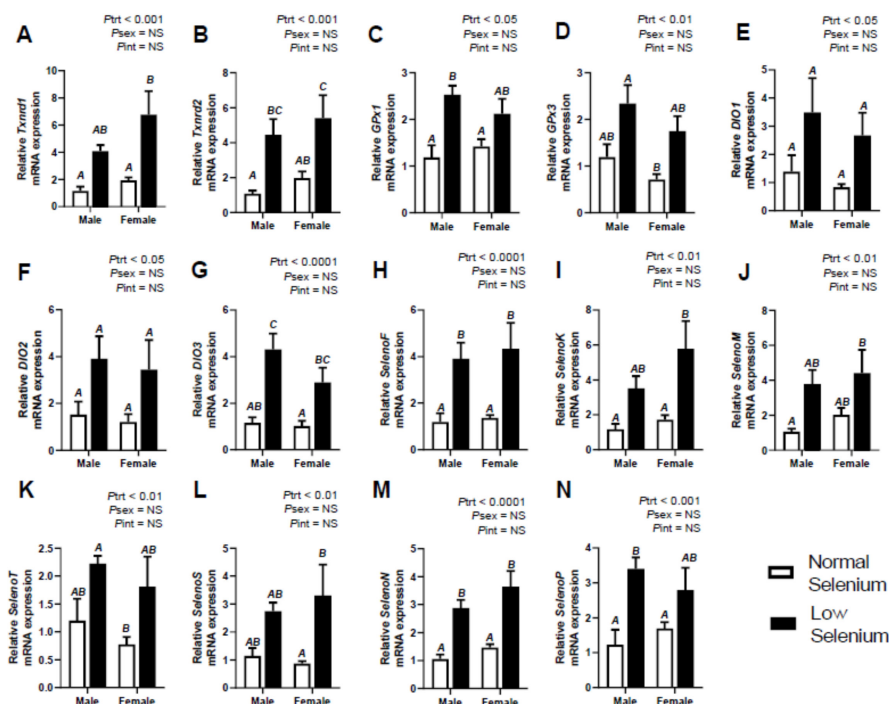 A
Ptrt < 0.001
Psex = NS
Pint = NS
Relative Txnrd1
mRNA expression
10
8
6
4
2
0
A
AB
A
B
Male
Female
B
Ptrt < 0.001
Psex = NS
Pint = NS
Relative Txnrd2
mRNA expression
8
6
4
2
0
A
BC
AB
C
Male
Female
C
Ptrt < 0.05
Psex = NS
Pint = NS
Relative GPx1
mRNA expression
3
2
1
0
A
B
A
AB
Male
Female
D
Ptrt < 0.01
Psex = NS
Pint = NS
Relative GPx3
mRNA expression
3
2
1
0
AB
A
B
AB
Male
Female
E
Ptrt < 0.05
Psex = NS
Pint = NS
Relative DIO1
mRNA expression
5
4
3
2
1
0
A
A
A
A
Male
Female
F
Ptrt < 0.05
Psex = NS
Pint = NS
Relative DIO2
mRNA expression
6
4
2
0
A
A
A
A
Male
Female
G
Ptrt < 0.0001
Psex = NS
Pint = NS
Relative DIO3
mRNA expression
6
4
2
0
AB
C
A
BC
Male
Female
H
Ptrt < 0.0001
Psex = NS
Pint = NS
Relative SelenoF
mRNA expression
6
4
2
0
A
B
A
B
Male
Female
I
Ptrt < 0.01
Psex = NS
Pint = NS
Relative SelenoK
mRNA expression
8
6
4
2
0
A
AB
A
B
Male
Female
J
Ptrt < 0.01
Psex = NS
Pint = NS
Relative SelenoM
mRNA expression
8
6
4
2
0
A
AB
AB
B
Male
Female
K
Ptrt < 0.01
Psex = NS
Pint = NS
Relative SelenoT
mRNA expression
2.5
2.0
1.5
1.0
0.5
0.0
AB
A
B
AB
Male
Female
L
Ptrt < 0.01
Psex = NS
Pint = NS
Relative SelenoS
mRNA expression
5
4
3
2
1
0
AB
AB
A
B
Male
Female
M
Ptrt < 0.0001
Psex = NS
Pint = NS
Relative SelenoN
mRNA expression
5
4
3
2
1
0
A
B
A
B
Male
Female
N
Ptrt < 0.001
Psex = NS
Pint = NS
Relative SelenoP
mRNA expression
4
3
2
1
0
A
B
A
AB
Male
Female
Normal
Selenium
Low
Selenium